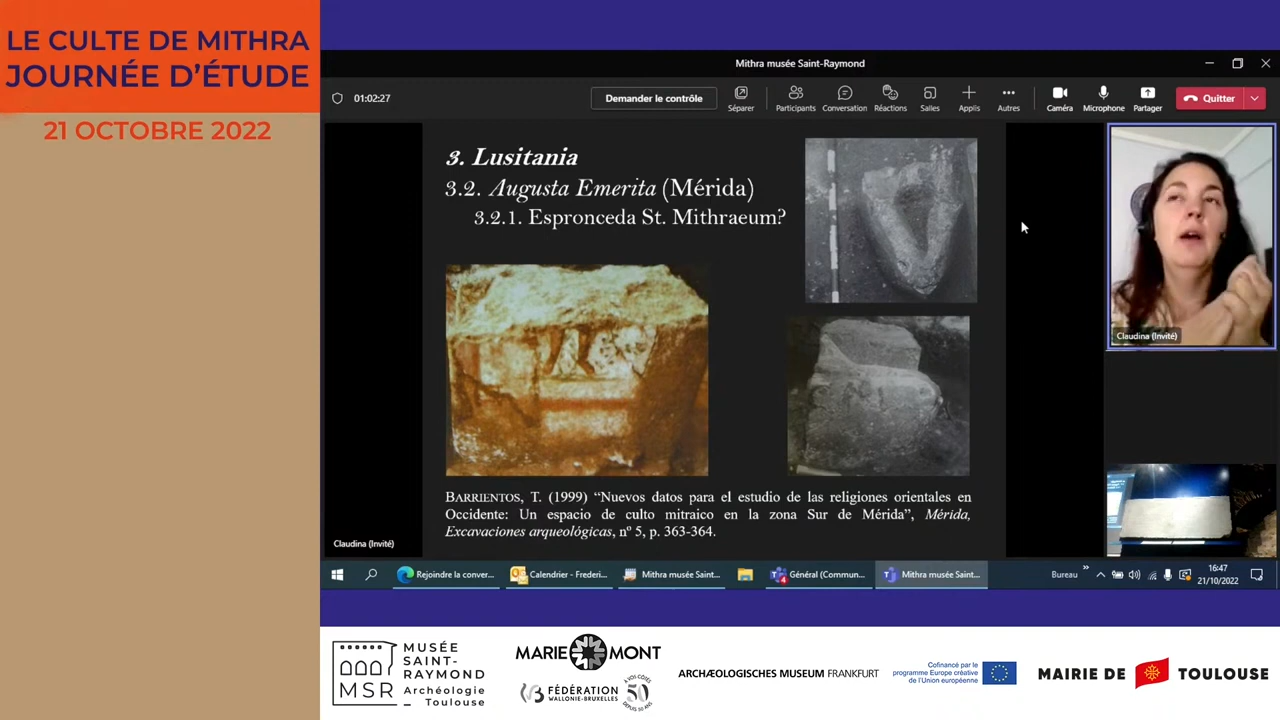 LE CULTE DE MITHRA
JOURNÉE D'ÉTUDE
21 OCTOBRE 2022
Mithra musée Saint-Raymond
01:02:27
Demander le contrôle
Séparer
Participants
Conversation
Réactions
Salles
Applis
Autres
Caméra
Microphone
Partager
Quitter
3. Lusitania
3.2. Augusta Emerita (Mérida)
3.2.1. Espronceda St. Mithraeum?
BARRIENTOS, T. (1999) “Nuevos datos para el estudio de las religiones orientales en
Occidente: Un espacio de culto mitraico en la zona Sur de Mérida”, Mérida,
Excavaciones arqueológicas, nº 5, p. 363-364.
Claudina (Invité)
Claudina (Invité)
Rejoindre la conver...
Calendrier - Frederi...
Mithra musée Saint...
Général (Commun...
Mithra musée Saint...
Bureau
16:47
21/10/2022
MSR
MUSÉE
SAINT-
RAYMOND
Archéologie
Toulouse
MARIEMONT
FÉDÉRATION
WALLONIE-BRUXELLES
À VOS CÔTÉS
50
DEPUIS 50 ANS
ARCHÆOLOGISCHES MUSEUM FRANKFURT
Cofinancé par le
programme Europe créative
de l'Union européenne
MAIRIE DE TOULOUSE